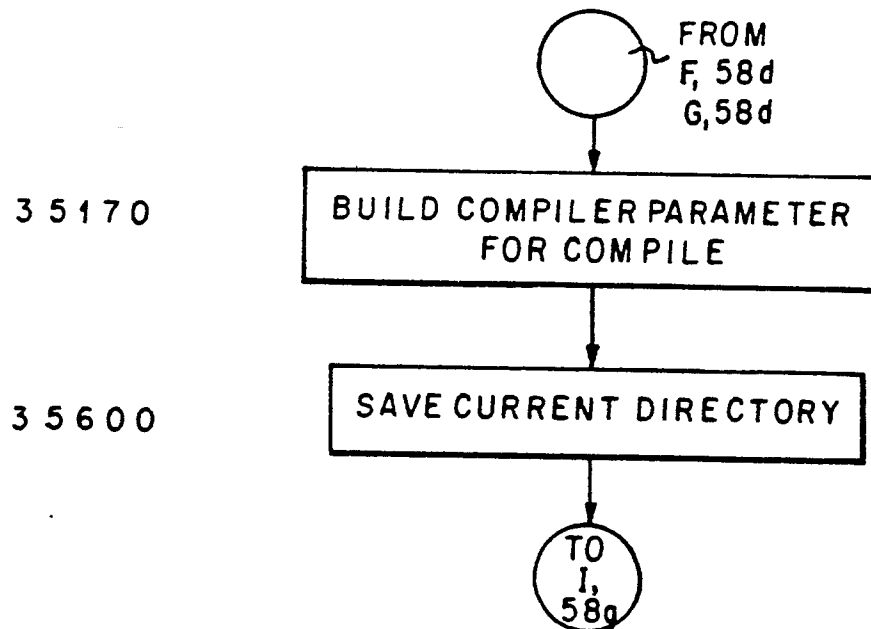 FROM
F, 58d
G, 58d
35170
BUILD COMPILER PARAMETER
FOR COMPILE
35600
SAVE CURRENT DIRECTORY
TO
I,
58g